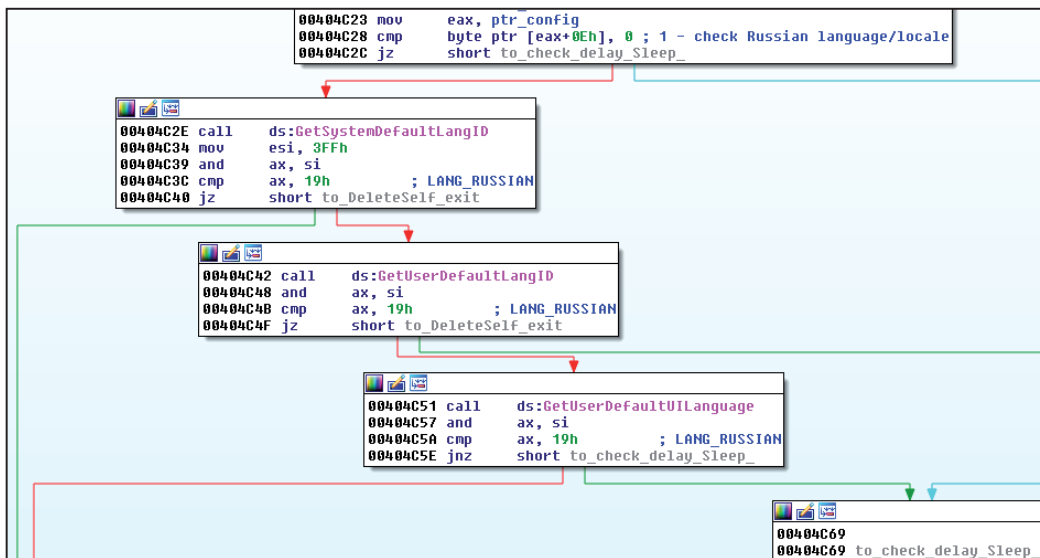 00404C23 mov eax, ptr_config
00404C28 cmp byte ptr [eax+0Eh], 0 ; 1 - check Russian language/locale
00404C2C jz short to_check_delay_Sleep_
00404C2E call ds:GetSystemDefaultLangID
00404C34 mov esi, 3FFh
00404C39 and ax, si
00404C3C cmp ax, 19h ; LANG_RUSSIAN
00404C40 jz short to_DeleteSelf_exit
00404C42 call ds:GetUserDefaultLangID
00404C48 and ax, si
00404C4B cmp ax, 19h ; LANG_RUSSIAN
00404C4F jz short to_DeleteSelf_exit
00404C51 call ds:GetUserDefaultUILanguage
00404C57 and ax, si
00404C5A cmp ax, 19h ; LANG_RUSSIAN
00404C5E jnz short to_check_delay_Sleep_
00404C69
00404C69 to_check_delay_Sleep_